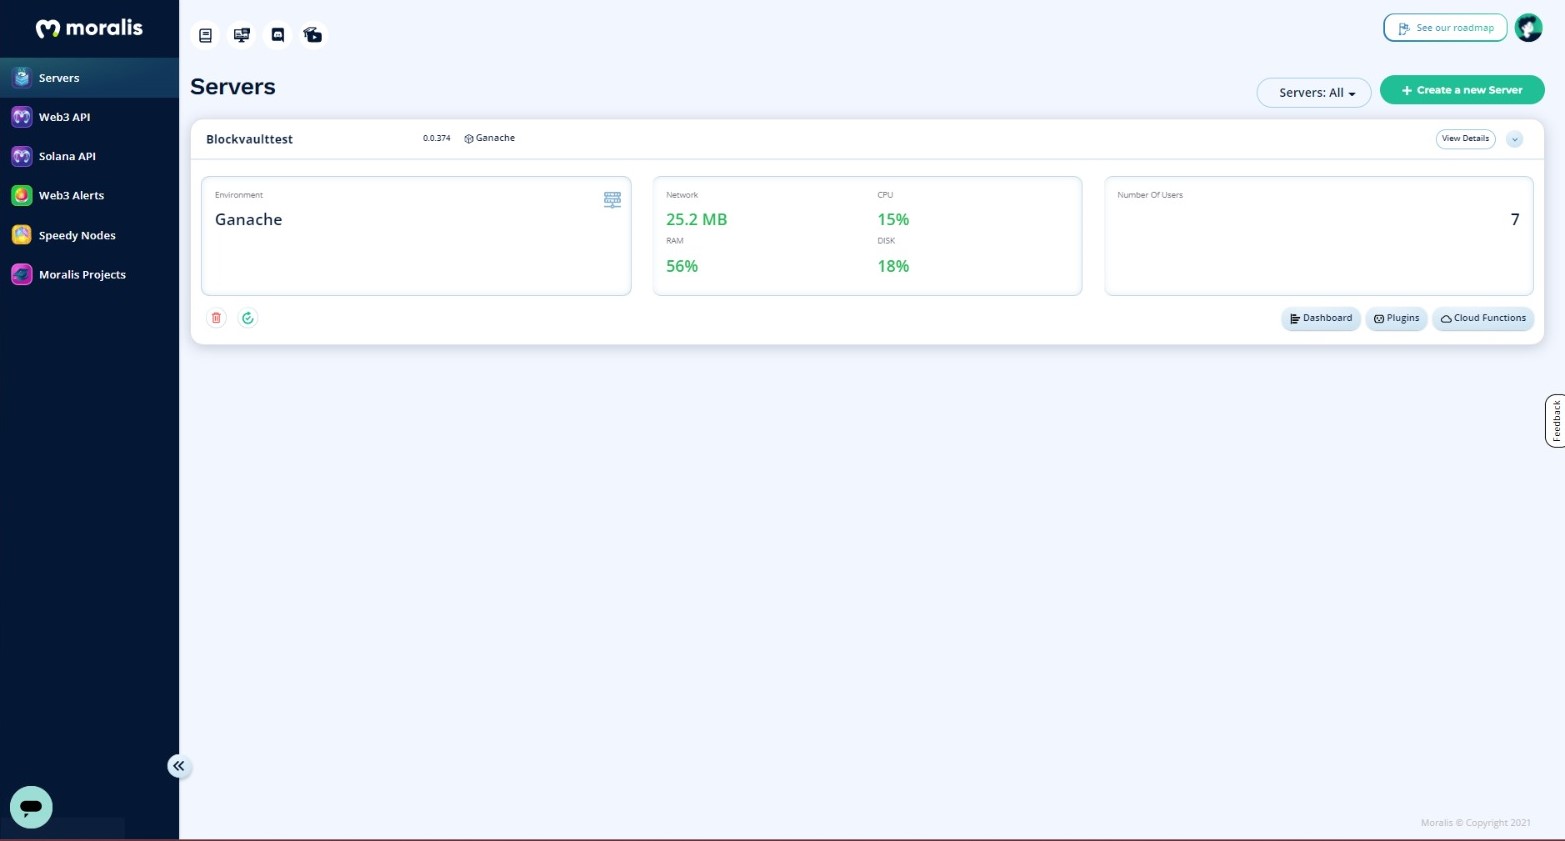 moralis
Servers
Web3 API
Solana API
Web3 Alerts
Speedy Nodes
Moralis Projects
See our roadmap
Servers
Servers: All
+ Create a new Server
Blockvaulttest 0.0.374 Ganache View Details
Environment
Ganache
Network CPU
25.2 MB 15%
RAM DISK
56% 18%
Number Of Users
7
Dashboard Plugins Cloud Functions
Feedback
Moralis © Copyright 2021